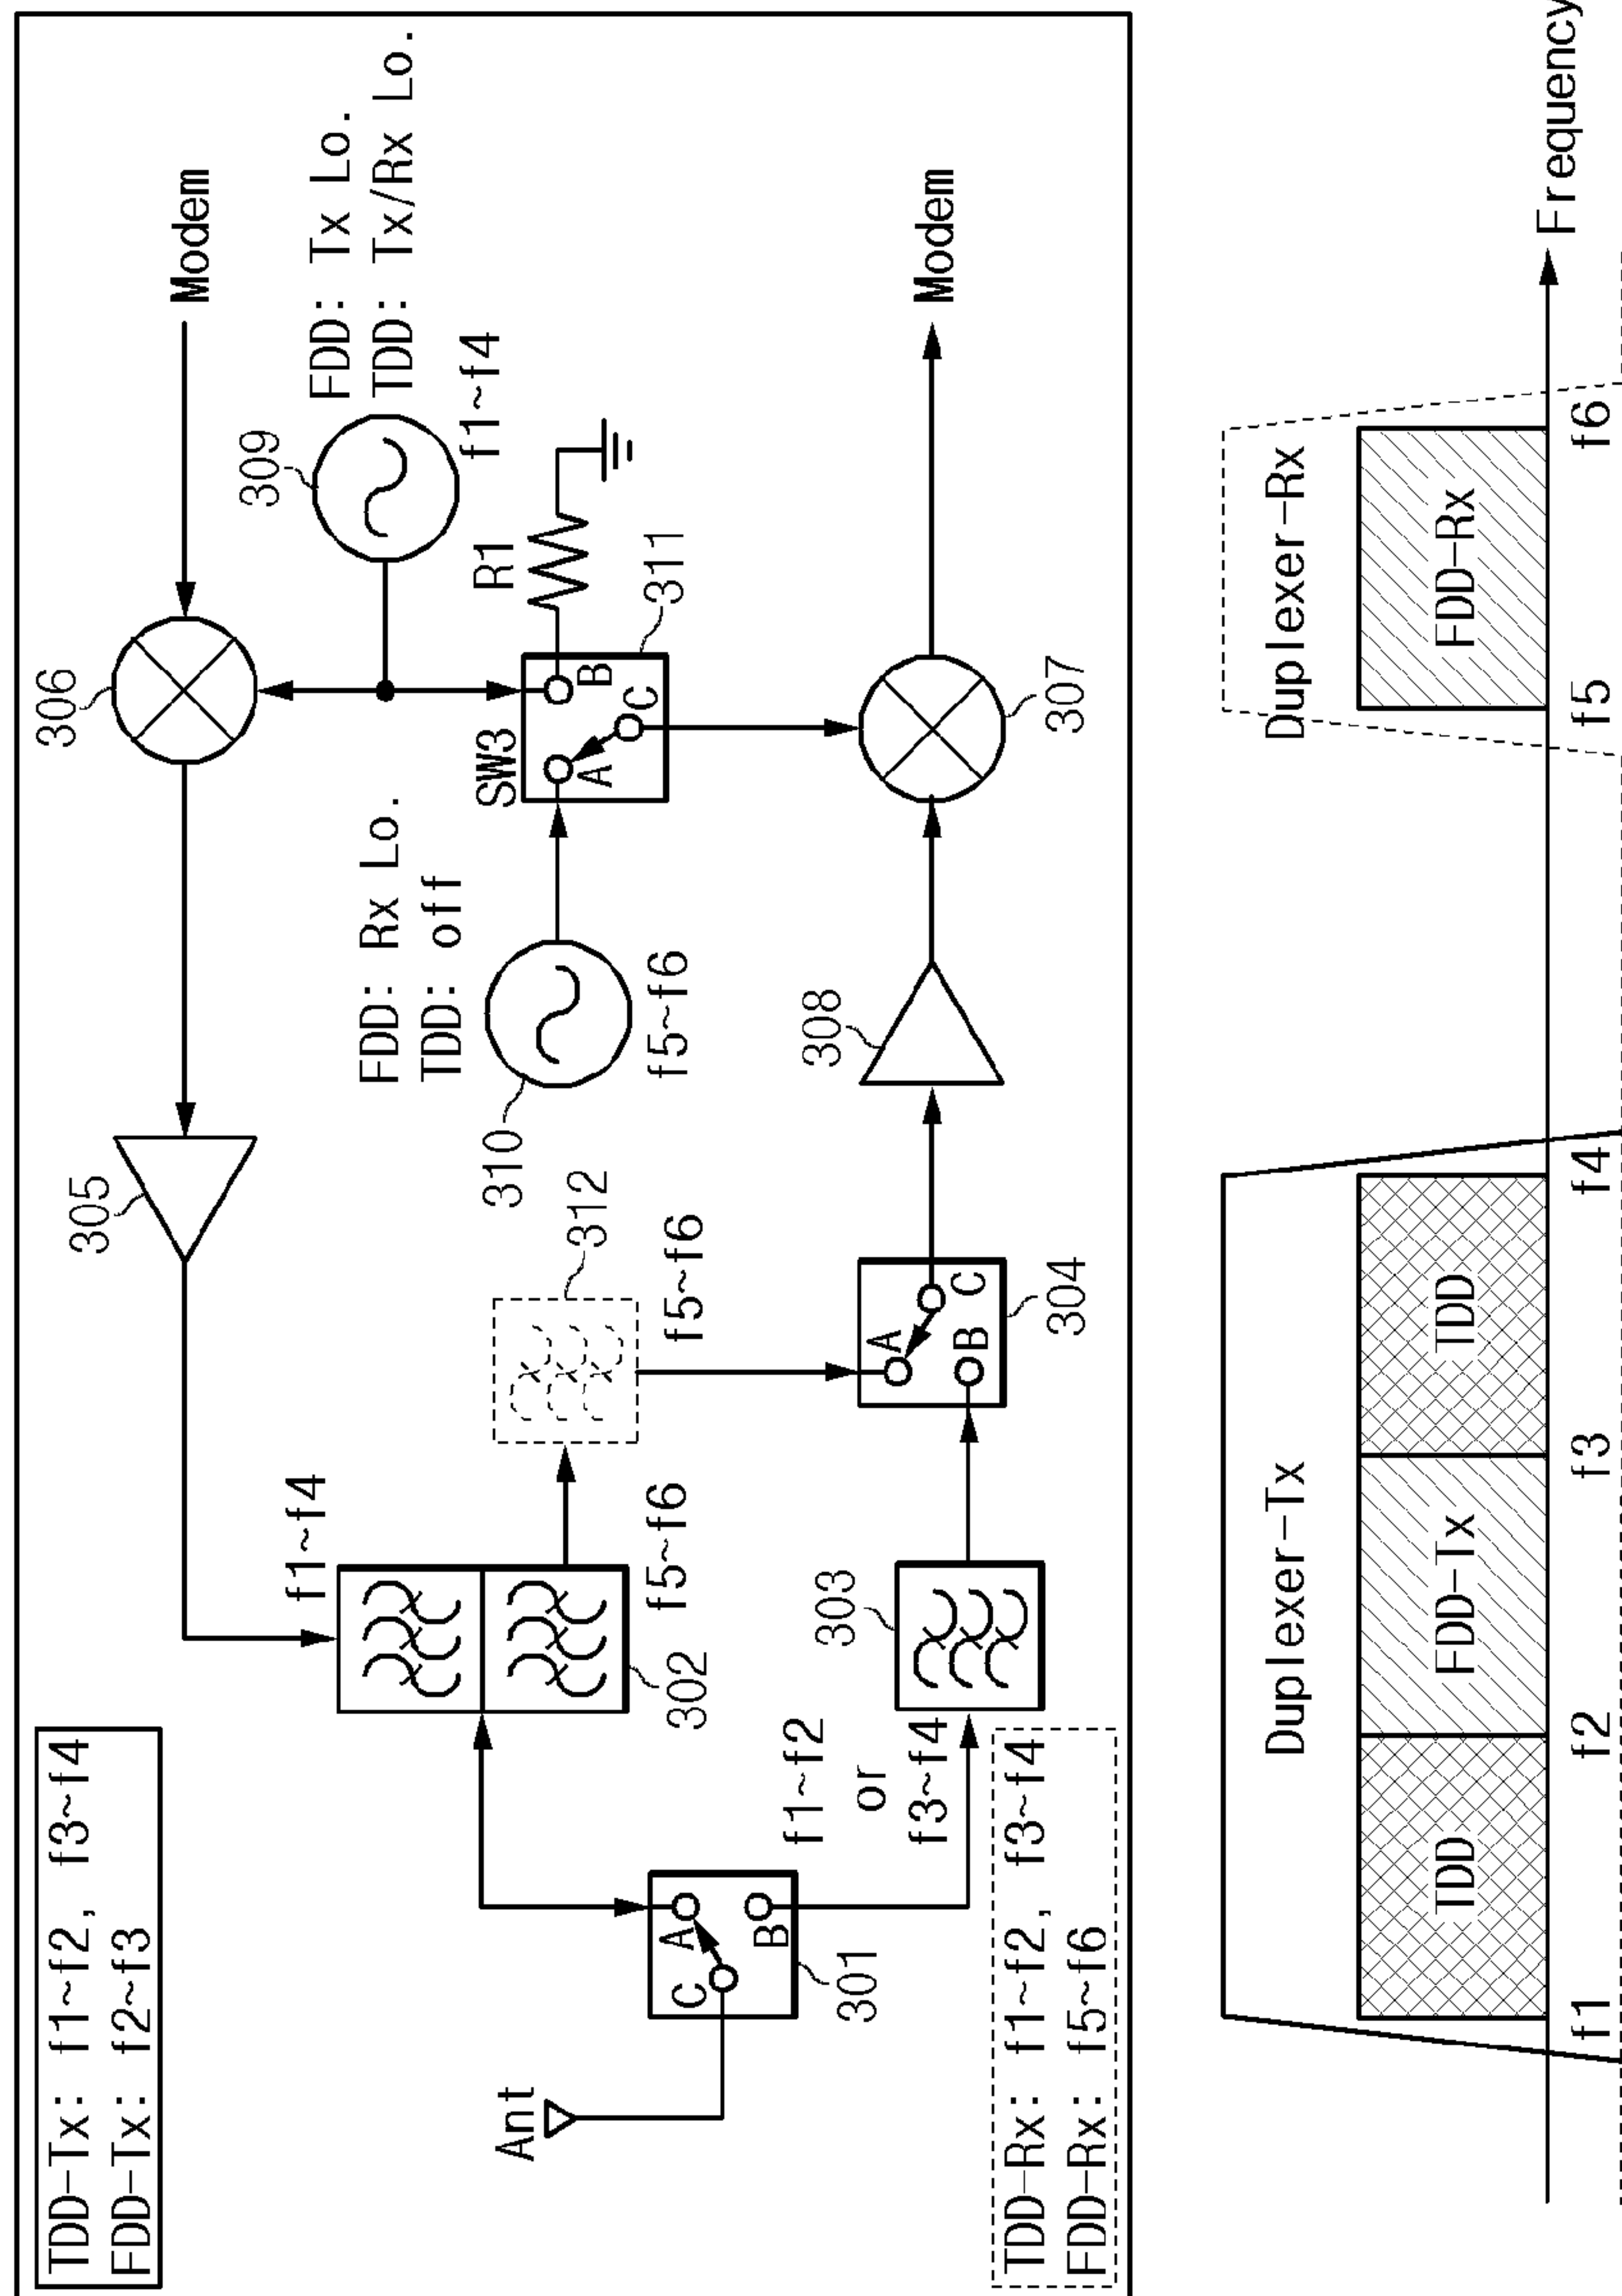 TDD-Tx: f1~f2, f3~f4
FDD-Tx: f2~f3
305
306
Modem
f1~f4
309
FDD: Tx Lo.
TDD: Tx/Rx Lo.
f1~f4
FDD: Rx Lo.
TDD: off
310
f5~f6
SW3
A
B
C
R1
311
Ant
C
A
B
301
302
f5~f6
312
f5~f6
f1~f2
or
f3~f4
303
A
B
C
304
308
307
Modem
TDD-Rx: f1~f2, f3~f4
FDD-Rx: f5~f6
Duplexer-Tx
Duplexer-Rx
TDD
FDD-Tx
TDD
FDD-Rx
f1
f2
f3
f4
f5
f6
Frequency